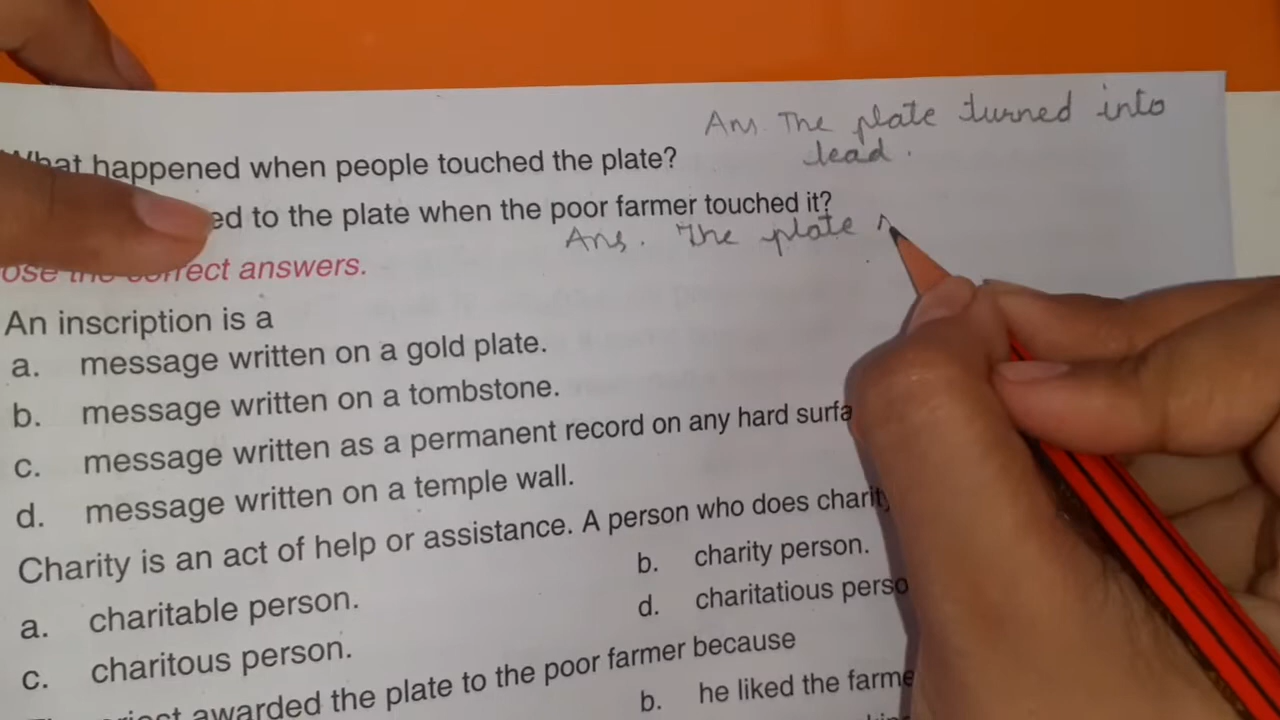 Ans. The plate turned into
What happened when people touched the plate?
lead.
ed to the plate when the poor farmer touched it?
Ans. The plate
ose the correct answers.
An inscription is a
a. message written on a gold plate.
b. message written on a tombstone.
c. message written as a permanent record on any hard surfa
d. message written on a temple wall.
Charity is an act of help or assistance. A person who does charity
a. charitable person.
b. charity person.
c. charitous person.
d. charitatious perso
awarded the plate to the poor farmer because
b. he liked the farme